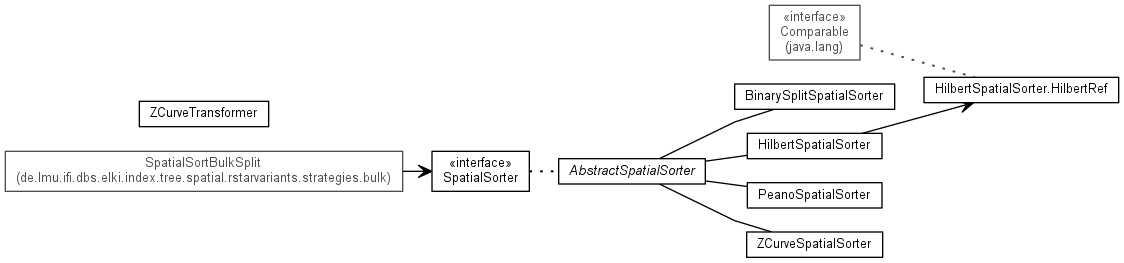 ZCurveTransformer
SpatialSortBulkSplit
(de.lmu.ifi.dbs.elki.index.tree.spatial.rstarvariants.strategies.bulk)
«interface»
SpatialSorter
AbstractSpatialSorter
«interface»
Comparable
(java.lang)
BinarySplitSpatialSorter
HilbertSpatialSorter
PeanoSpatialSorter
ZCurveSpatialSorter
HilbertSpatialSorter.HilbertRef